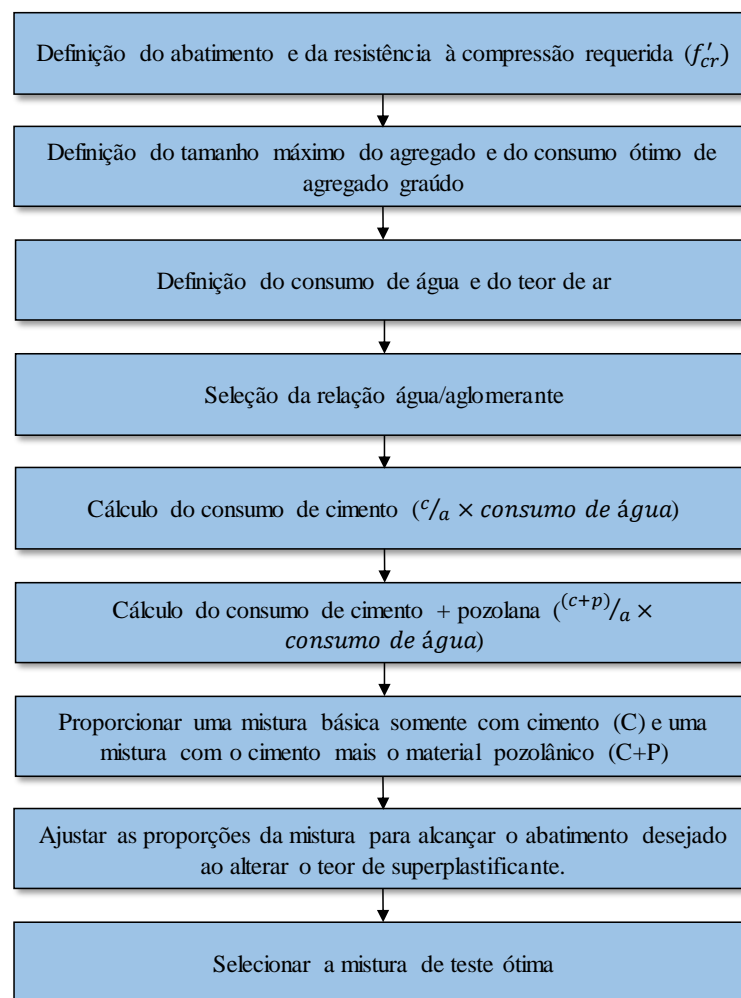 Definição do abatimento e da resistência à compressão requerida (f'cr)
Definição do tamanho máximo do agregado e do consumo ótimo de
agregado graúdo
Definição do consumo de água e do teor de ar
Seleção da relação água/aglomerante
Cálculo do consumo de cimento (c/a × consumo de água)
Cálculo do consumo de cimento + pozolana ((c+p)/a ×
consumo de água)
Proporcionar uma mistura básica somente com cimento (C) e uma
mistura com o cimento mais o material pozolânico (C+P)
Ajustar as proporções da mistura para alcançar o abatimento desejado
ao alterar o teor de superplastificante.
Selecionar a mistura de teste ótima